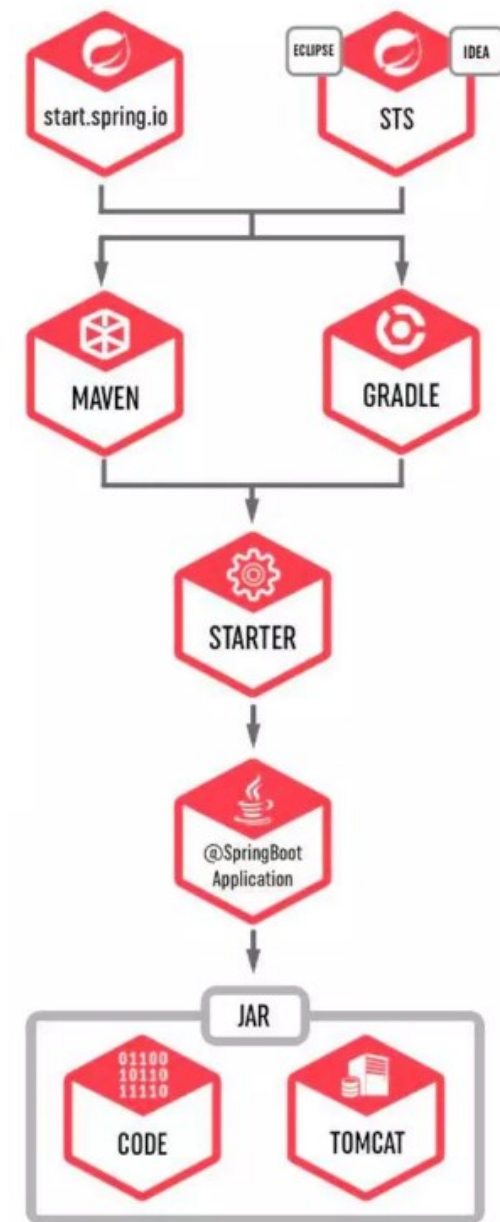 start.spring.io
ECLIPSE
IDEA
STS
MAVEN
GRADLE
STARTER
@SpringBoot
Application
JAR
01100
10110
11110
CODE
TOMCAT